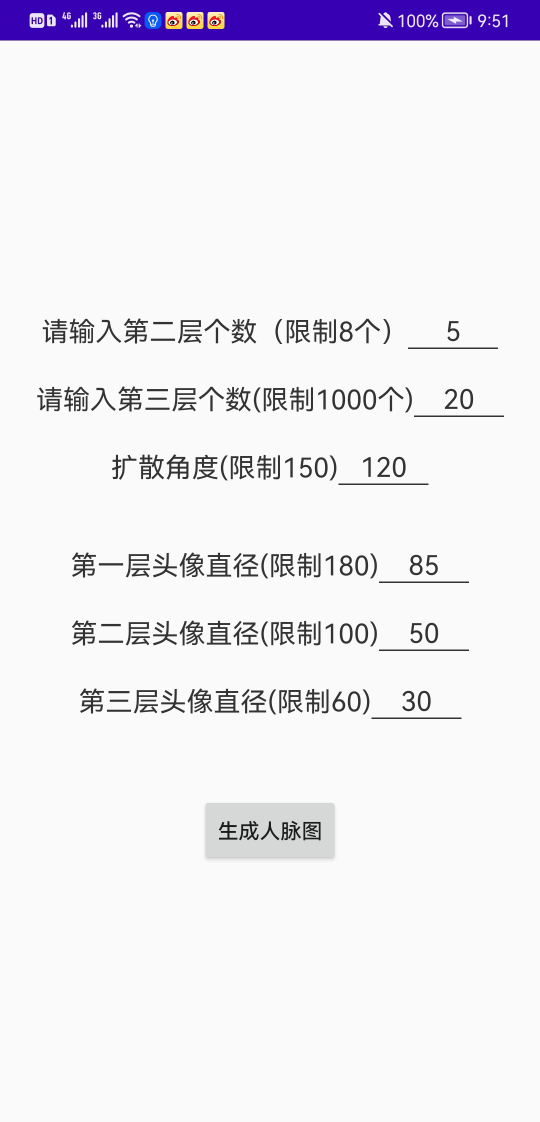 HD 1 4G 3G 100% 9:51
请输入第二层个数（限制8个） 5
请输入第三层个数(限制1000个) 20
扩散角度(限制150) 120
第一层头像直径(限制180) 85
第二层头像直径(限制100) 50
第三层头像直径(限制60) 30
生成人脉图